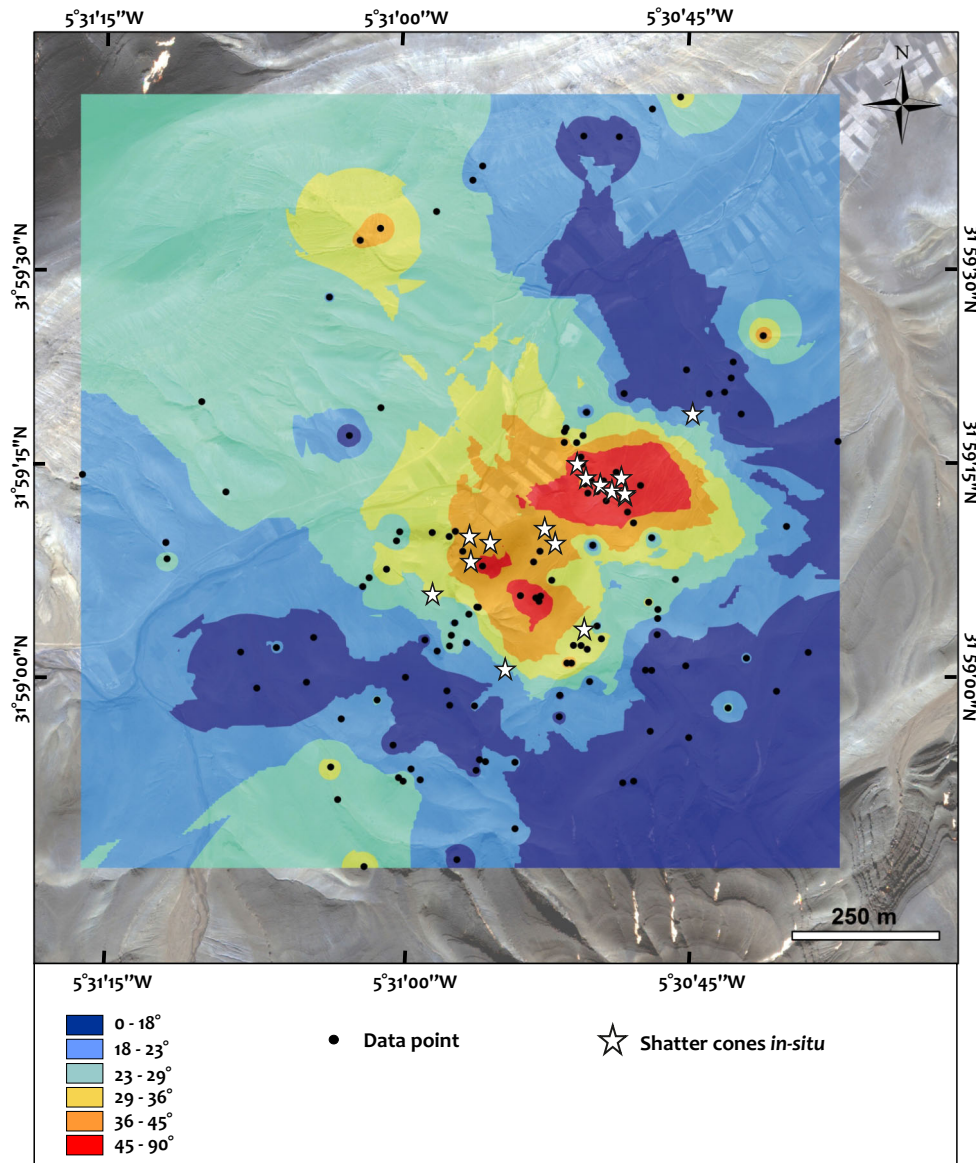 5°31'15''W 5°31'00''W 5°30'45''W
N
31°59'30''N 31°59'30''N
31°59'15''N 31°59'15''N
31°59'00''N 31°59'00''N
250 m
5°31'15''W 5°31'00''W 5°30'45''W
0 - 18°
18 - 23° Data point Shatter cones in-situ
23 - 29°
29 - 36°
36 - 45°
45 - 90°